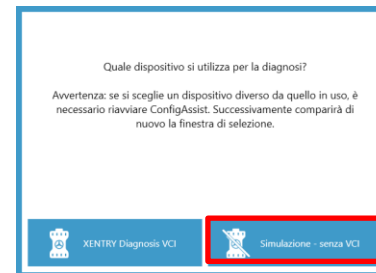 Quale dispositivo si utilizza per la diagnosi?
Avvertenza: se si sceglie un dispositivo diverso da quello in uso, è
necessario riavviare ConfigAssist. Successivamente comparirà di
nuovo la finestra di selezione.
XENTRY Diagnosis VCI
Simulazione - senza VCI